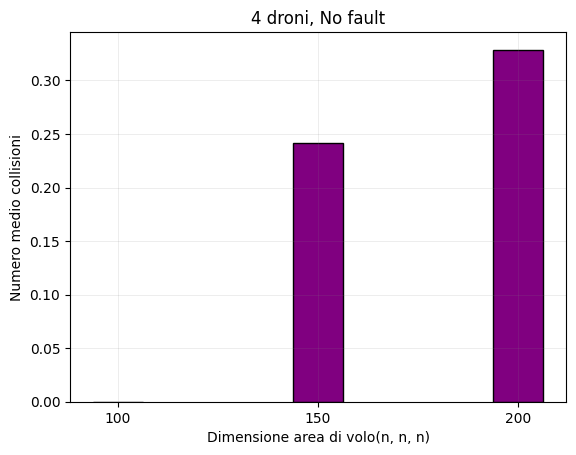 4 droni, No fault
Numero medio collisioni
0.30
0.25
0.20
0.15
0.10
0.05
0.00
100 150 200
Dimensione area di volo(n, n, n)